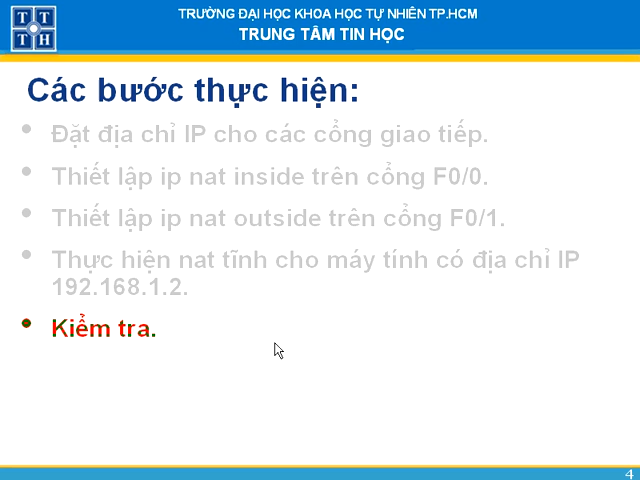 T T
T H
TRƯỜNG ĐẠI HỌC KHOA HỌC TỰ NHIÊN TP.HCM
TRUNG TÂM TIN HỌC
Các bước thực hiện:
• Đặt địa chỉ IP cho các cổng giao tiếp.
• Thiết lập ip nat inside trên cổng F0/0.
• Thiết lập ip nat outside trên cổng F0/1.
• Thực hiện nat tĩnh cho máy tính có địa chỉ IP
192.168.1.2.
• Kiểm tra.
4